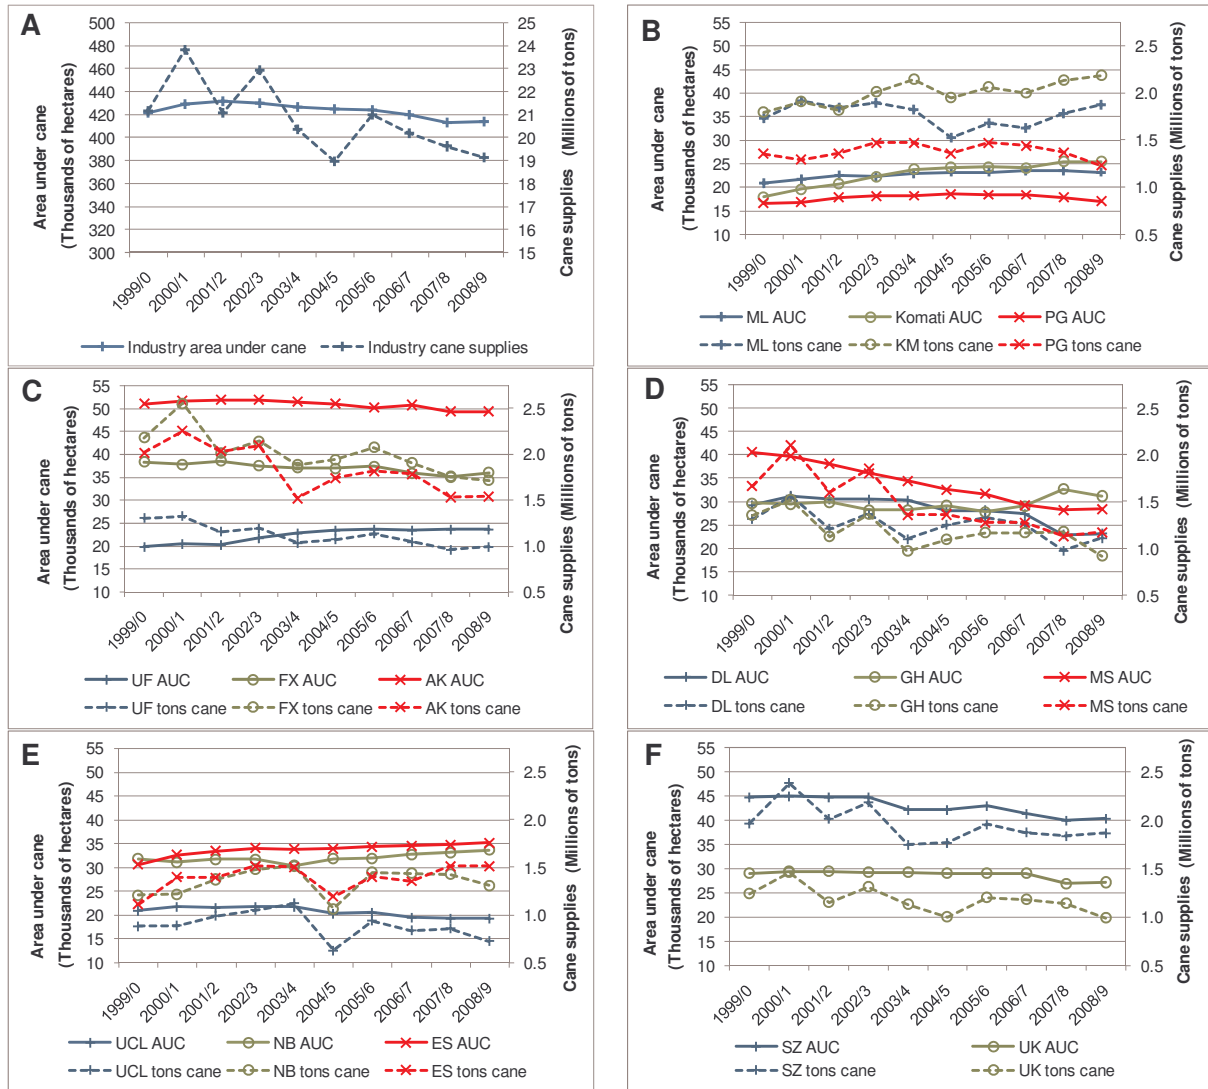 A
Area under cane
(Thousands of hectares)
500
480
460
440
420
400
380
360
340
320
300
25
24
23
22
21
20
19
18
17
16
15
Cane supplies (Millions of tons)
1999/0 2000/1 2001/2 2002/3 2003/4 2004/5 2005/6 2006/7 2007/8 2008/9
Industry area under cane Industry cane supplies
B
Area under cane
(Thousands of hectares)
55
50
45
40
35
30
25
20
15
10
2.5
2.0
1.5
1.0
0.5
Cane supplies (Millions of tons)
1999/0 2000/1 2001/2 2002/3 2003/4 2004/5 2005/6 2006/7 2007/8 2008/9
ML AUC Komati AUC PG AUC
ML tons cane KM tons cane PG tons cane
C
Area under cane
(Thousands of hectares)
55
50
45
40
35
30
25
20
15
10
2.5
2.0
1.5
1.0
0.5
Cane supplies (Millions of tons)
1999/0 2000/1 2001/2 2002/3 2003/4 2004/5 2005/6 2006/7 2007/8 2008/9
UF AUC FX AUC AK AUC
UF tons cane FX tons cane AK tons cane
D
Area under cane
(Thousands of hectares)
55
50
45
40
35
30
25
20
15
10
2.5
2.0
1.5
1.0
0.5
Cane supplies (Millions of tons)
1999/0 2000/1 2001/2 2002/3 2003/4 2004/5 2005/6 2006/7 2007/8 2008/9
DL AUC GH AUC MS AUC
DL tons cane GH tons cane MS tons cane
E
Area under cane
(Thousands of hectares)
55
50
45
40
35
30
25
20
15
10
2.5
2.0
1.5
1.0
0.5
Cane supplies (Millions of tons)
1999/0 2000/1 2001/2 2002/3 2003/4 2004/5 2005/6 2006/7 2007/8 2008/9
UCL AUC NB AUC ES AUC
UCL tons cane NB tons cane ES tons cane
F
Area under cane
(Thousands of hectares)
55
50
45
40
35
30
25
20
15
10
2.5
2.0
1.5
1.0
0.5
Cane supplies (Millions of tons)
1999/0 2000/1 2001/2 2002/3 2003/4 2004/5 2005/6 2006/7 2007/8 2008/9
SZ AUC UK AUC
SZ tons cane UK tons cane